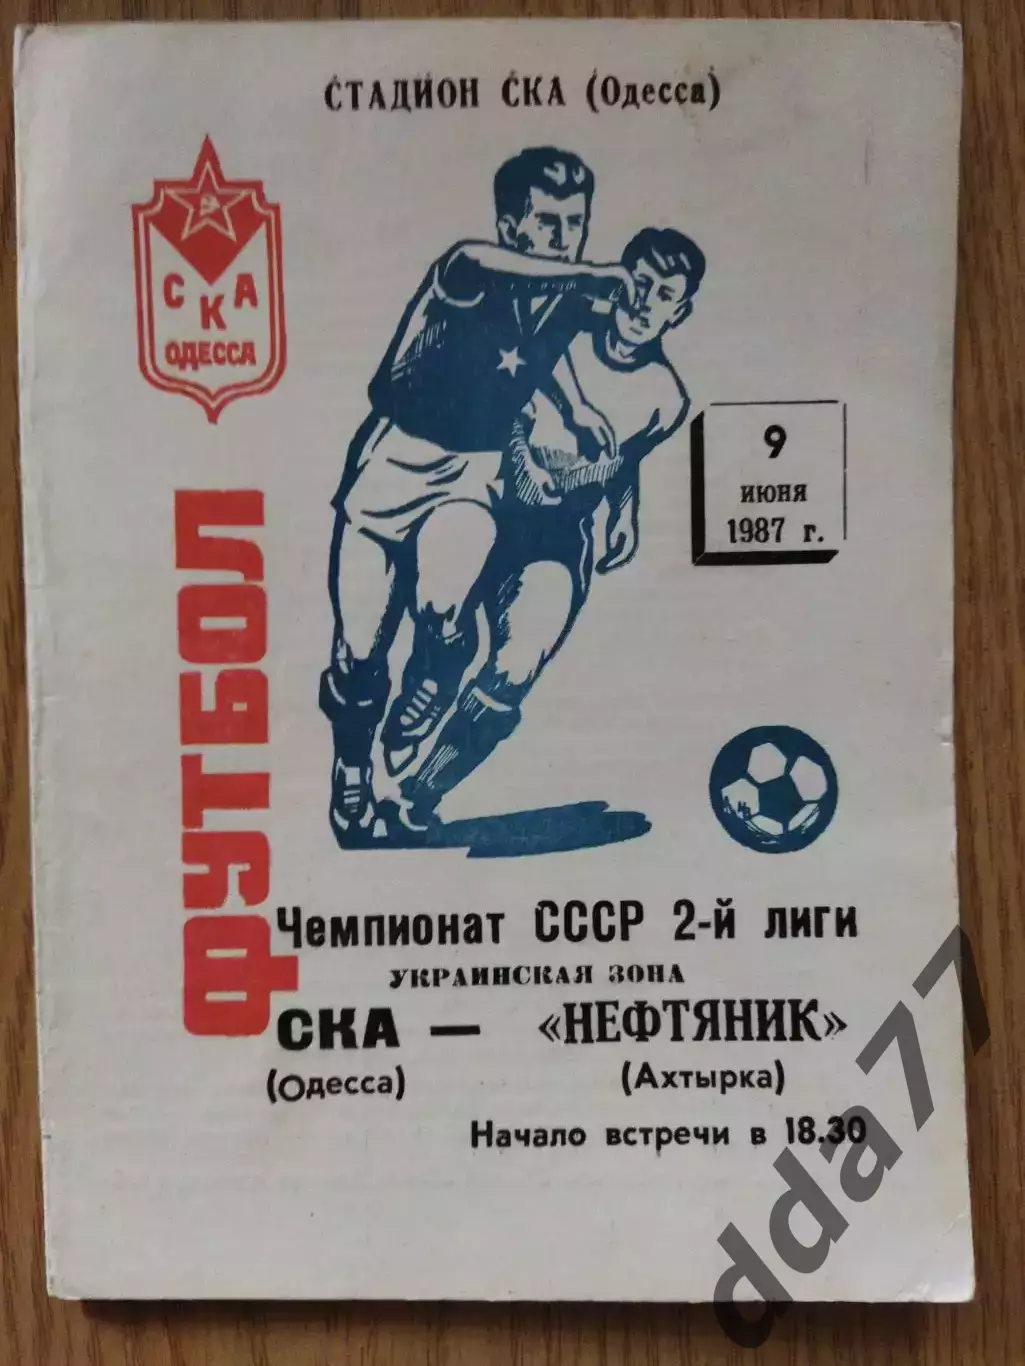 СТАДИОН СКА (Одесса)
СКА
ОДЕССА
9
июня
1987 г.
ФУТБОЛ
Чемпионат СССР 2-й лиги
УКРАИНСКАЯ ЗОНА
СКА — «НЕФТЯНИК»
(Одесса) (Ахтырка)
Начало встречи в 18.30
dda77